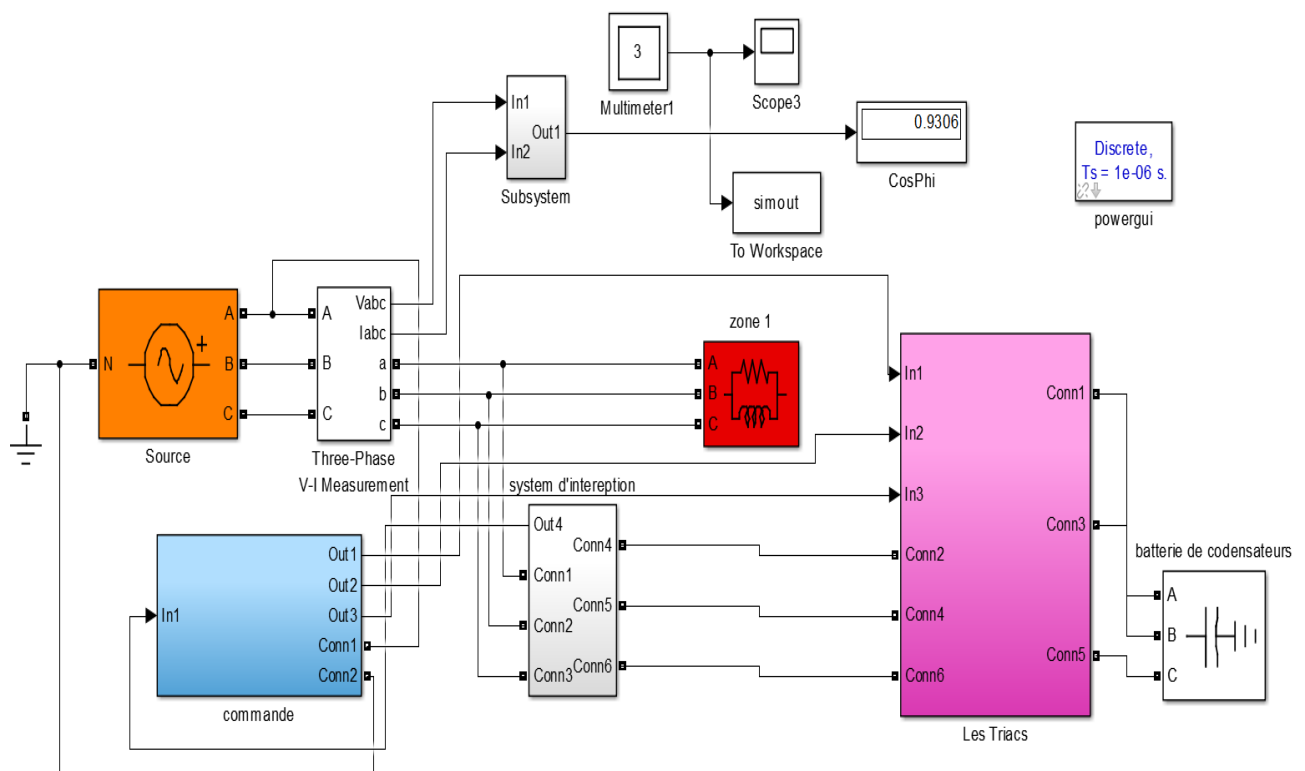 3
Multimeter1
Scope3
In1
In2
Out1
Subsystem
0.9306
CosPhi
simout
To Workspace
Discrete,
Ts = 1e-06 s.
powergui
N
+
A
B
C
Source
A
B
C
Vabc
Iabc
a
b
c
Three-Phase
V-I Measurement
zone 1
A
B
C
system d'intereption
Out4
Conn1
Conn2
Conn3
Conn4
Conn5
Conn6
In1
Out1
Out2
Out3
Conn1
Conn2
commande
In1
In2
In3
Conn2
Conn4
Conn6
Conn1
Conn3
Conn5
Les Triacs
batterie de codensateurs
A
B
C